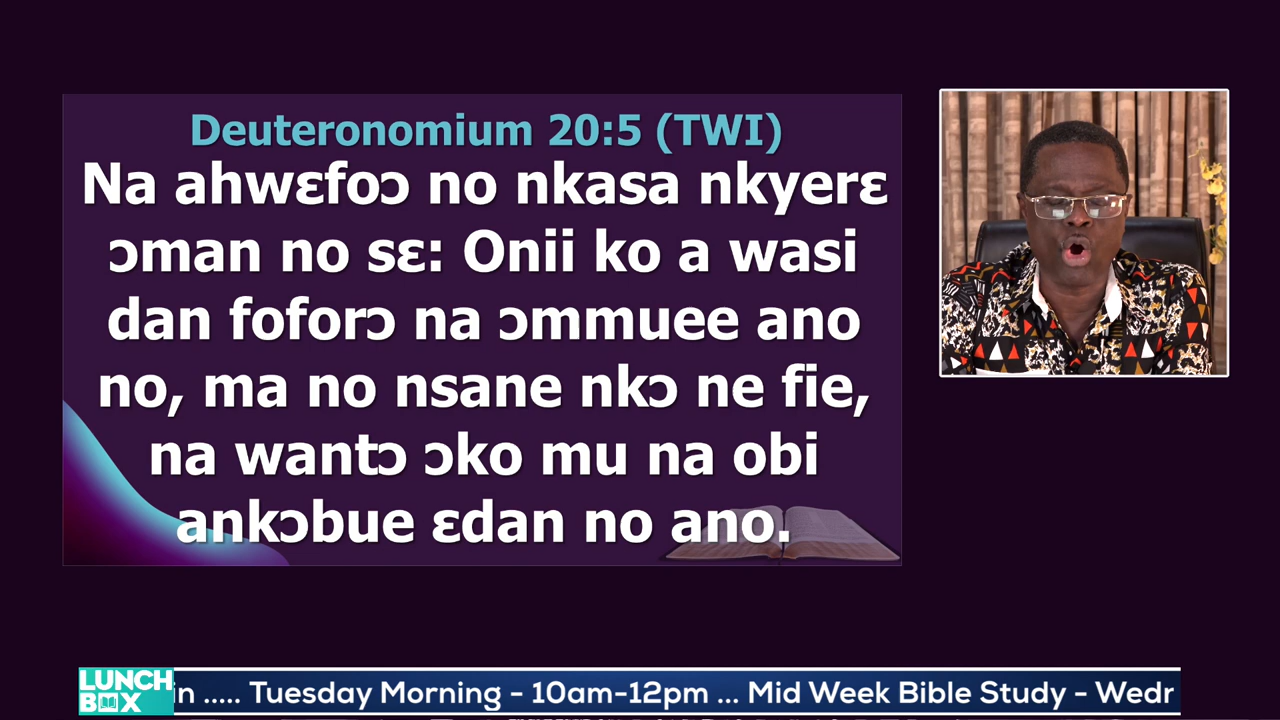 Deuteronomium 20:5 (TWI)
Na ahwɛfoɔ no nkasa nkyerɛ
ɔman no sɛ: Onii ko a wasi
dan foforɔ na ɔmmuee ano
no, ma no nsane nkɔ ne fie,
na wantɔ ɔko mu na obi
ankɔbue ɛdan no ano.
LUNCH
BOX
in ..... Tuesday Morning - 10am-12pm ... Mid Week Bible Study - Wedr